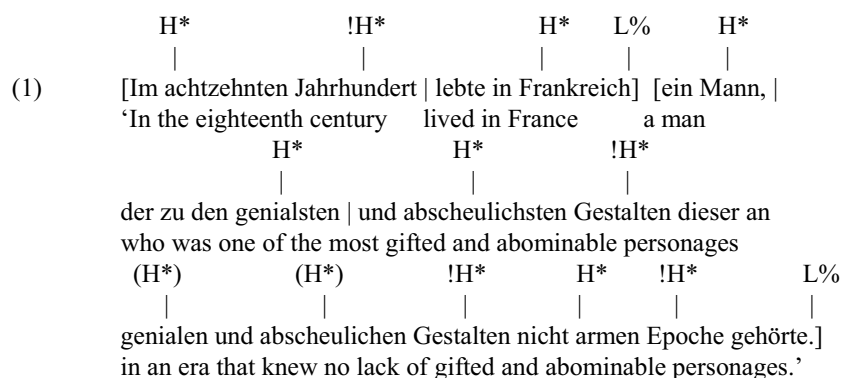 H* !H* H* L% H*
| | | | |
(1) [Im achtzehnten Jahrhundert | lebte in Frankreich] [ein Mann, |
‘In the eighteenth century lived in France a man
H* H* !H*
| | |
der zu den genialsten | und abscheulichsten Gestalten dieser an
who was one of the most gifted and abominable personages
(H*) (H*) !H* H* !H* L%
| | | | | |
genialen und abscheulichen Gestalten nicht armen Epoche gehörte.]
in an era that knew no lack of gifted and abominable personages.’